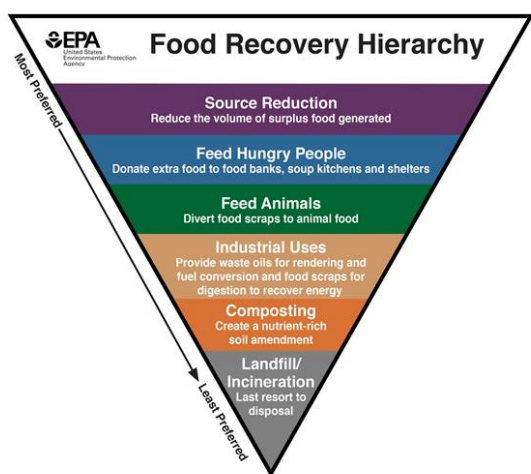 EPA
United States
Environmental Protection
Agency
Food Recovery Hierarchy
Most Preferred
Source Reduction
Reduce the volume of surplus food generated
Feed Hungry People
Donate extra food to food banks, soup kitchens and shelters
Feed Animals
Divert food scraps to animal food
Industrial Uses
Provide waste oils for rendering and
fuel conversion and food scraps for
digestion to recover energy
Composting
Create a nutrient-rich
soil amendment
Landfill/
Incineration
Last resort to
disposal
Least Preferred